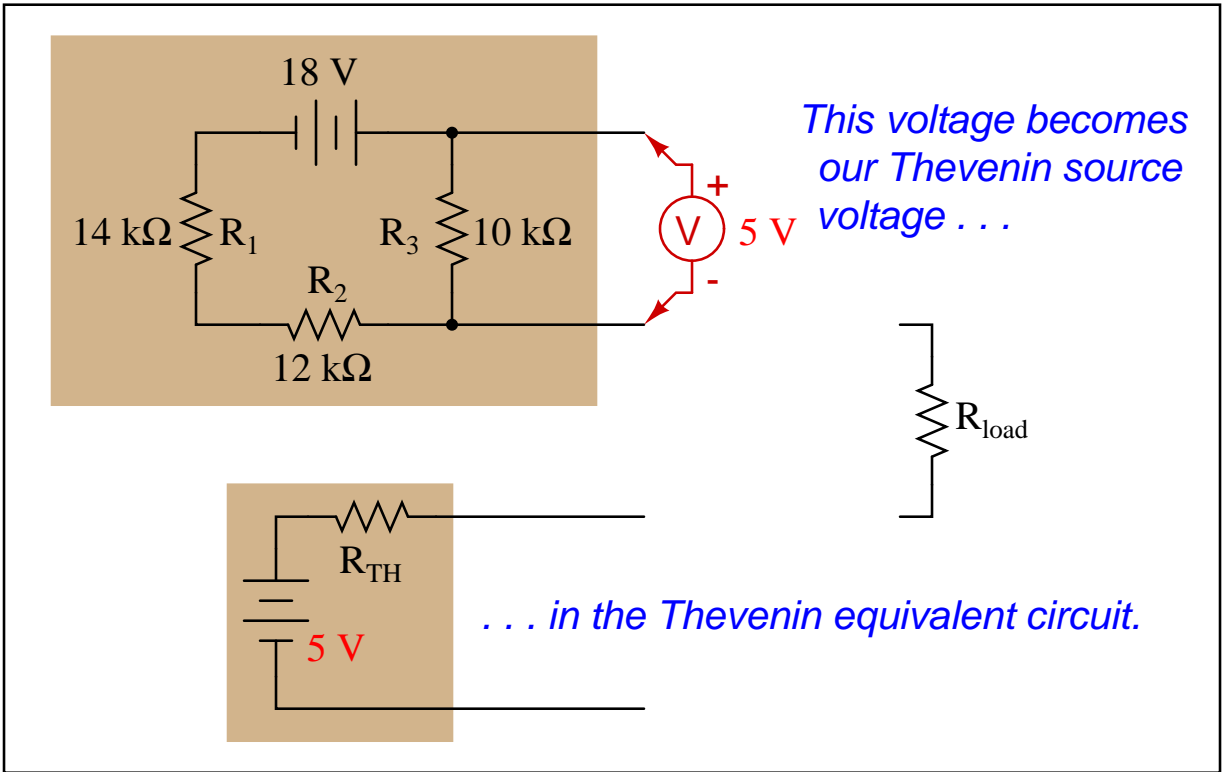 18 V
This voltage becomes
our Thevenin source
voltage . . .
14 kΩ R1 R3 10 kΩ
+
V
5 V
-
R2
12 kΩ
Rload
RTH
5 V
. . . in the Thevenin equivalent circuit.